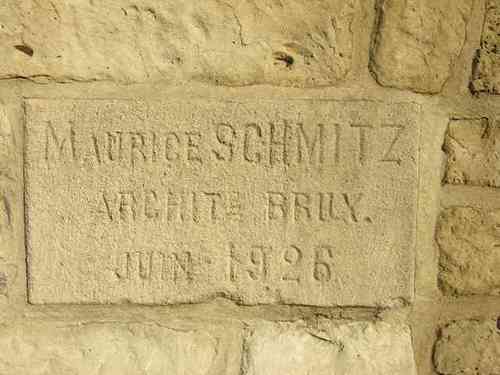 MAURICE SCHMITZ
ARCHITTE BRUX.
JUIN 1926